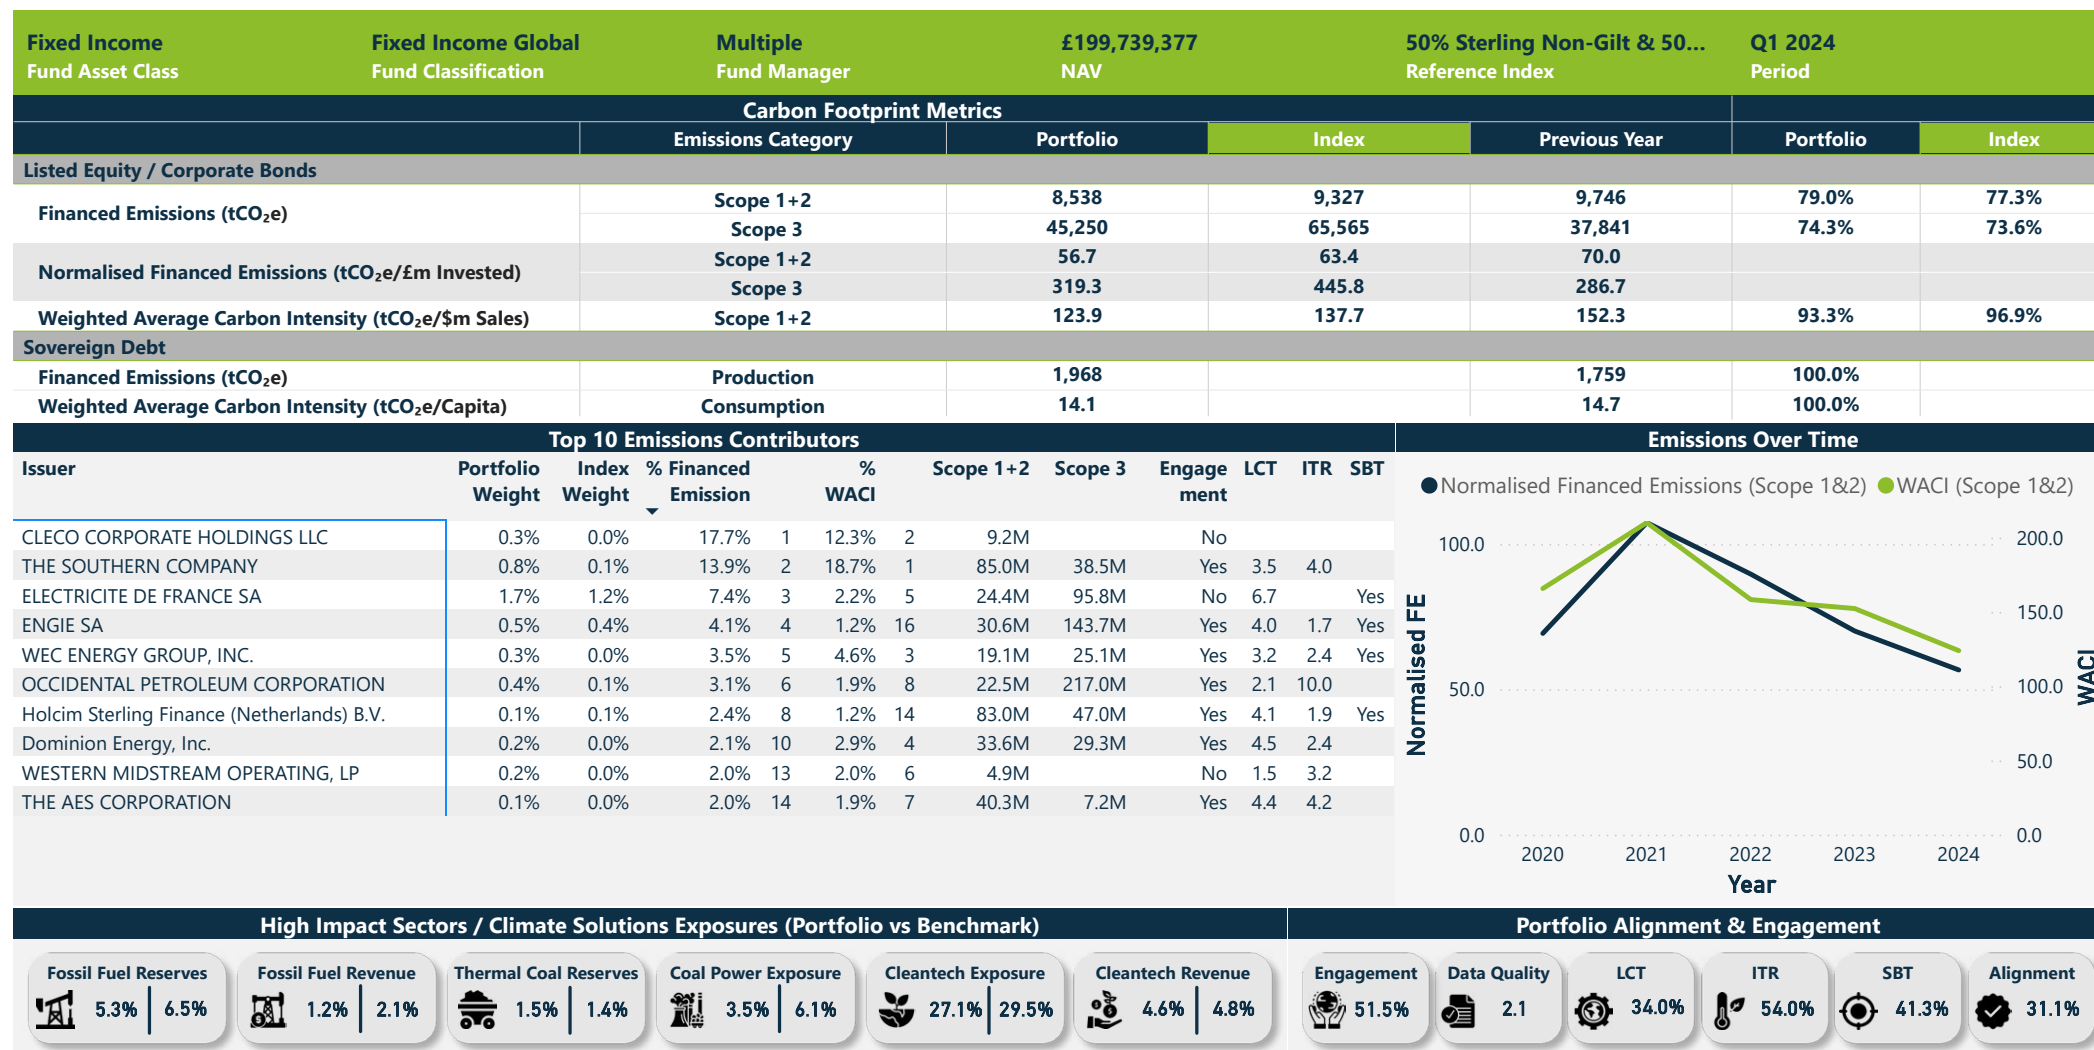 Fixed Income Fixed Income Global Multiple £199,739,377 50% Sterling Non-Gilt & 50... Q1 2024
Fund Asset Class Fund Classification Fund Manager NAV Reference Index Period
Carbon Footprint Metrics
Emissions Category Portfolio Index Previous Year Portfolio Index
Listed Equity / Corporate Bonds
Financed Emissions (tCO₂e) Scope 1+2 8,538 9,327 9,746 79.0% 77.3%
Scope 3 45,250 65,565 37,841 74.3% 73.6%
Normalised Financed Emissions (tCO₂e/£m Invested) Scope 1+2 56.7 63.4 70.0
Scope 3 319.3 445.8 286.7
Weighted Average Carbon Intensity (tCO₂e/$m Sales) Scope 1+2 123.9 137.7 152.3 93.3% 96.9%
Sovereign Debt
Financed Emissions (tCO₂e) Production 1,968 1,759 100.0%
Weighted Average Carbon Intensity (tCO₂e/Capita) Consumption 14.1 14.7 100.0%
Top 10 Emissions Contributors
Issuer Portfolio Index % Financed % Scope 1+2 Scope 3 Engage LCT ITR SBT
Weight Weight Emission WACI ment
CLECO CORPORATE HOLDINGS LLC 0.3% 0.0% 17.7% 1 12.3% 2 9.2M No
THE SOUTHERN COMPANY 0.8% 0.1% 13.9% 2 18.7% 1 85.0M 38.5M Yes 3.5 4.0
ELECTRICITE DE FRANCE SA 1.7% 1.2% 7.4% 3 2.2% 5 24.4M 95.8M No 6.7 Yes
ENGIE SA 0.5% 0.4% 4.1% 4 1.2% 16 30.6M 143.7M Yes 4.0 1.7 Yes
WEC ENERGY GROUP, INC. 0.3% 0.0% 3.5% 5 4.6% 3 19.1M 25.1M Yes 3.2 2.4 Yes
OCCIDENTAL PETROLEUM CORPORATION 0.4% 0.1% 3.1% 6 1.9% 8 22.5M 217.0M Yes 2.1 10.0
Holcim Sterling Finance (Netherlands) B.V. 0.1% 0.1% 2.4% 8 1.2% 14 83.0M 47.0M Yes 4.1 1.9 Yes
Dominion Energy, Inc. 0.2% 0.0% 2.1% 10 2.9% 4 33.6M 29.3M Yes 4.5 2.4
WESTERN MIDSTREAM OPERATING, LP 0.2% 0.0% 2.0% 13 2.0% 6 4.9M No 1.5 3.2
THE AES CORPORATION 0.1% 0.0% 2.0% 14 1.9% 7 40.3M 7.2M Yes 4.4 4.2
Emissions Over Time
Normalised Financed Emissions (Scope 1&2) WACI (Scope 1&2)
Normalised FE
100.0
50.0
0.0
200.0
150.0
100.0
50.0
0.0
WACI
2020 2021 2022 2023 2024
Year
High Impact Sectors / Climate Solutions Exposures (Portfolio vs Benchmark)
Fossil Fuel Reserves Fossil Fuel Revenue Thermal Coal Reserves Coal Power Exposure Cleantech Exposure Cleantech Revenue
5.3% 6.5% 1.2% 2.1% 1.5% 1.4% 3.5% 6.1% 27.1% 29.5% 4.6% 4.8%
Portfolio Alignment & Engagement
Engagement Data Quality LCT ITR SBT Alignment
51.5% 2.1 34.0% 54.0% 41.3% 31.1%